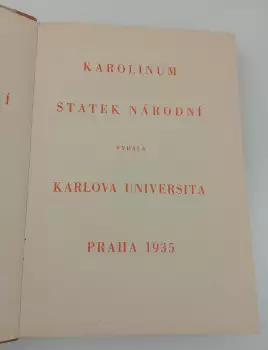 Í
KAROLINUM
STATEK NÁRODNÍ
VYDALA
KARLOVA UNIVERSITA
PRAHA 1935